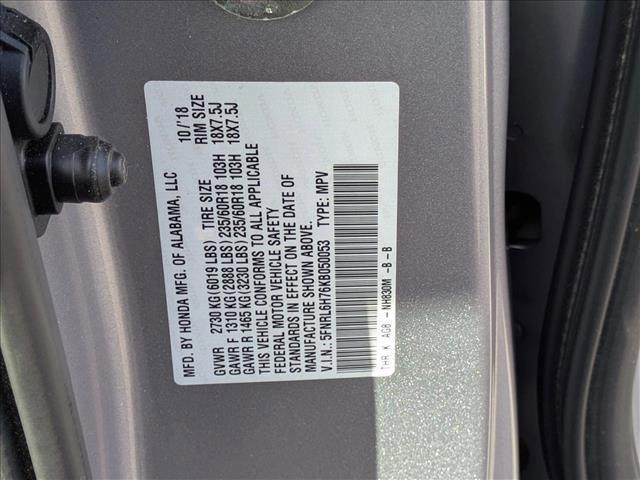 MFD. BY HONDA MFG. OF ALABAMA, LLC 10/'18
TIRE SIZE RIM SIZE
GVWR 2730 KG(6019 LBS)
GAWR F 1310 KG(2888 LBS) 235/60R18 103H 18X7.5J
GAWR R 1465 KG(3230 LBS) 235/60R18 103H 18X7.5J
THIS VEHICLE CONFORMS TO ALL APPLICABLE
FEDERAL MOTOR VEHICLE SAFETY
STANDARDS IN EFFECT ON THE DATE OF
MANUFACTURE SHOWN ABOVE.
V.I.N.: 5FNRL6H76KB050053 TYPE: MPV
THR K AG8 - NH830M -B-B